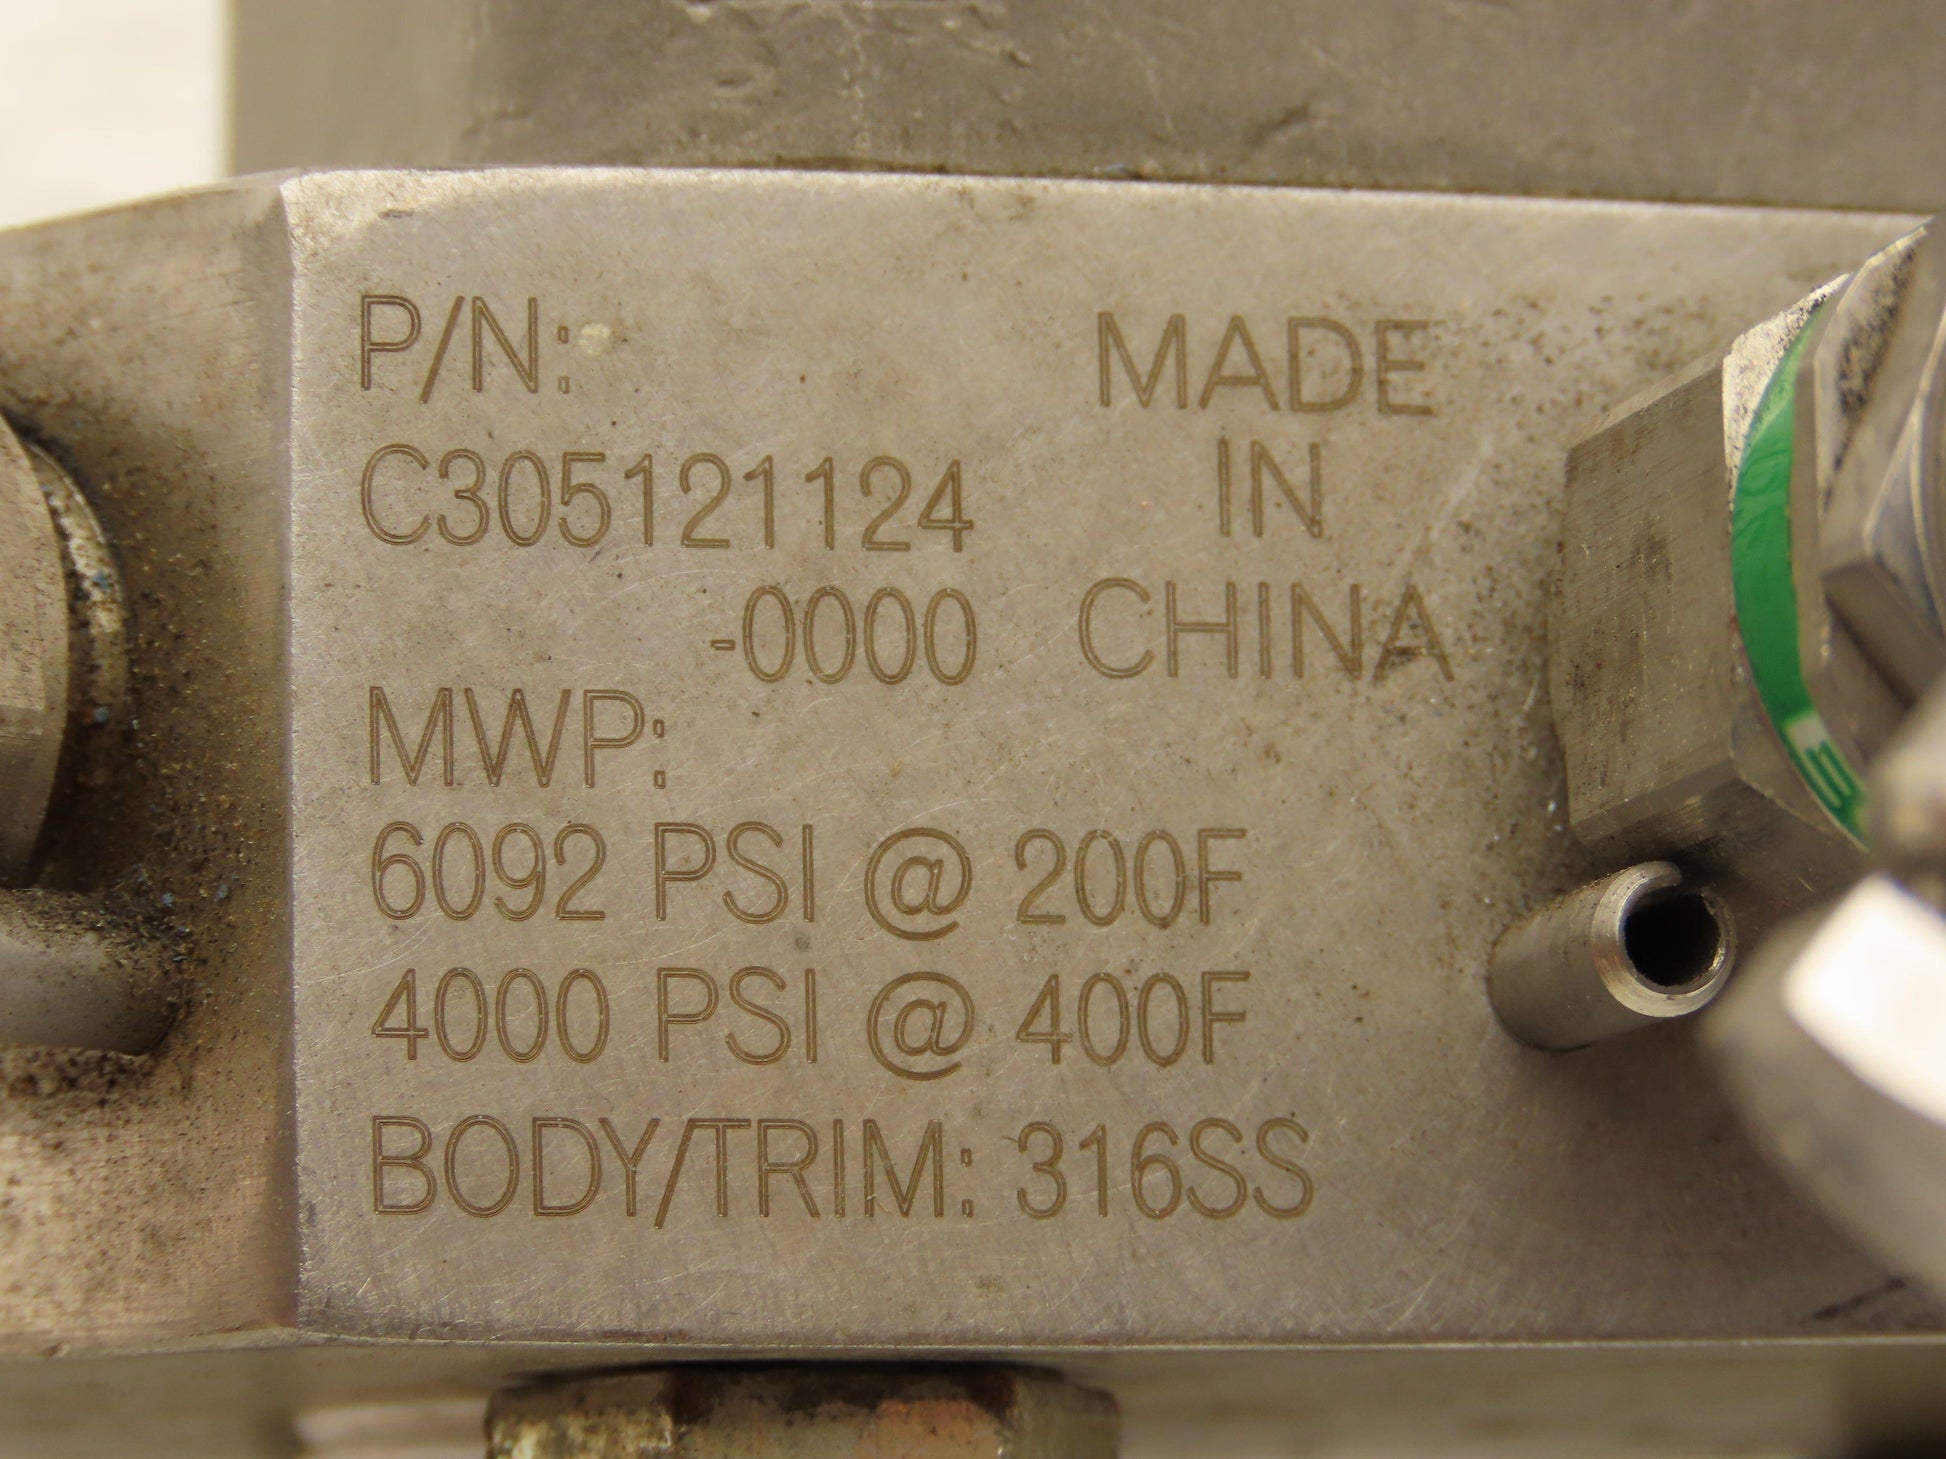 P/N:
C305121124
-0000
MADE
IN
CHINA
MWP:
6092 PSI @ 200F
4000 PSI @ 400F
BODY/TRIM: 316SS